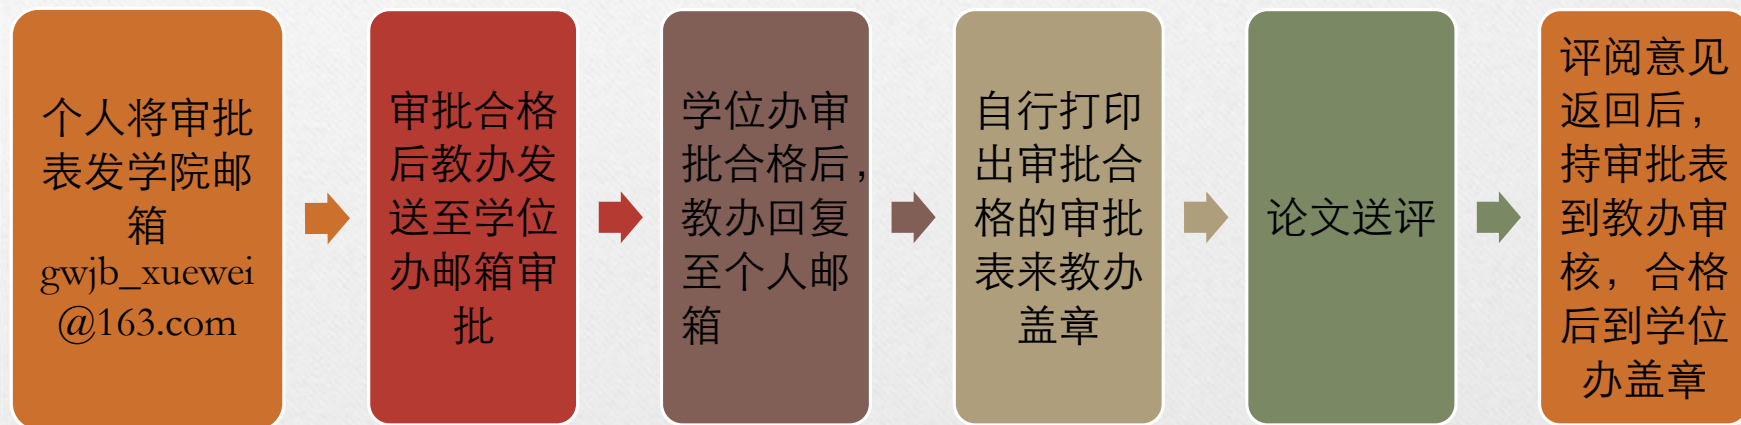 个人将审批
表发学院邮
箱
gwjb_xuewei
@163.com
审批合格
后教办发
送至学位
办邮箱审
批
学位办审
批合格后，
教办回复
至个人邮
箱
自行打印
出审批合
格的审批
表来教办
盖章
论文送评
评阅意见
返回后，
持审批表
到教办审
核，合格
后到学位
办盖章